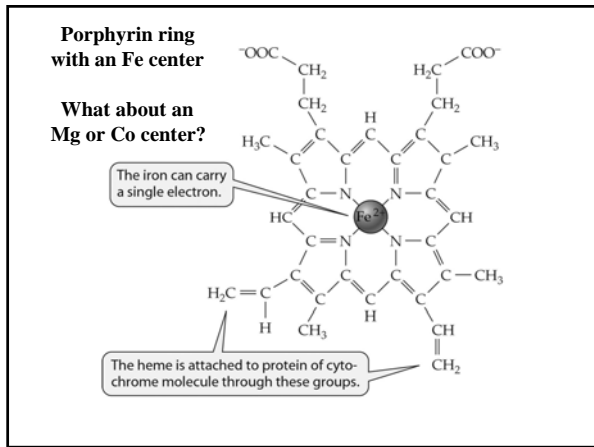 Porphyrin ring
with an Fe center
What about an
Mg or Co center?
⁻OOC COO⁻
CH₂ H₂C
CH₂ H CH₂
C C C
H₃C C C C C CH₃
The iron can carry
a single electron.
C N N C
HC Fe²⁺ CH
C N N C
C C C C CH₃
H₂C C C C C
H CH₃ H CH
CH₂
The heme is attached to protein of cyto-
chrome molecule through these groups.